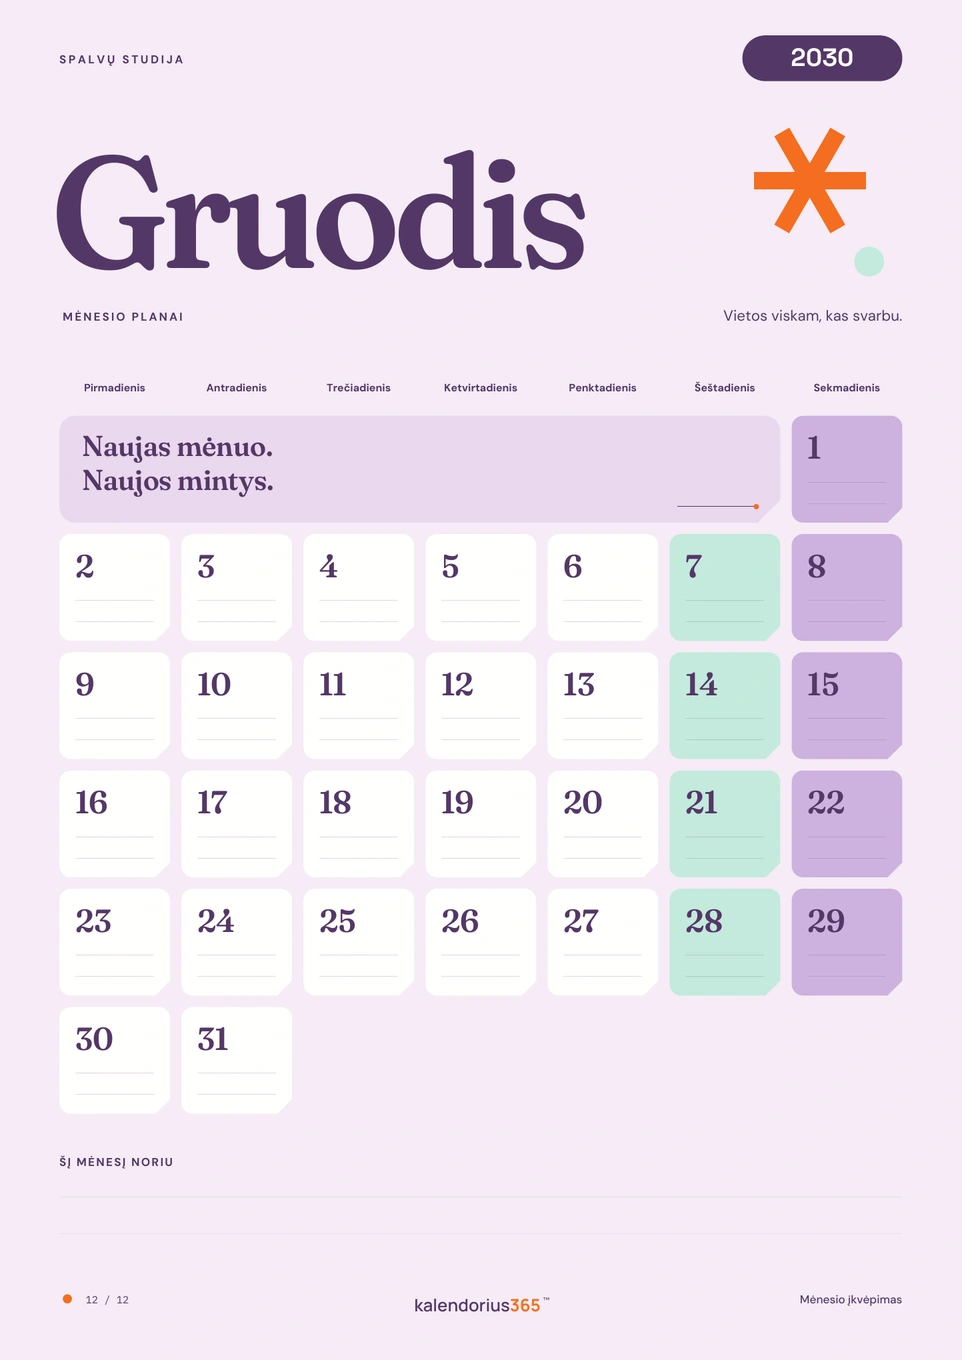 SPALVŲ STUDIJA
2030
Gruodis
MĖNESIO PLANAI
Vietos viskam, kas svarbu.
Pirmadienis Antradienis Trečiadienis Ketvirtadienis Penktadienis Šeštadienis Sekmadienis
Naujas mėnuo.
Naujos mintys.
1
2 3 4 5 6 7 8
9 10 11 12 13 14 15
16 17 18 19 20 21 22
23 24 25 26 27 28 29
30 31
ŠĮ MĖNESĮ NORIU
12 / 12
kalendorius365™
Mėnesio įkvėpimas